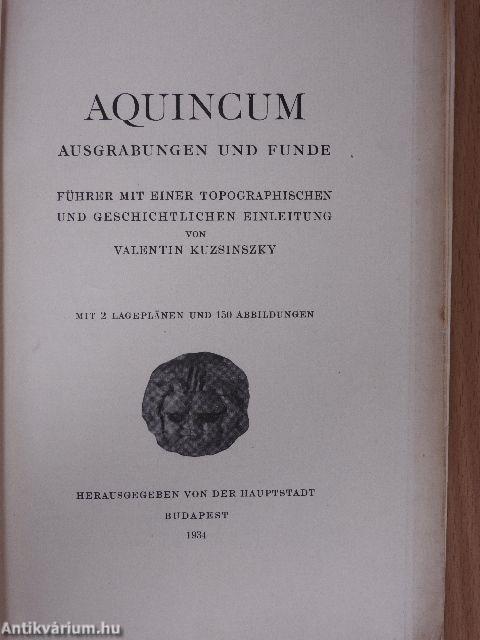 AQUINCUM
AUSGRABUNGEN UND FUNDE
FÜHRER MIT EINER TOPOGRAPHISCHEN
UND GESCHICHTLICHEN EINLEITUNG
VON
VALENTIN KUZSINSZKY
MIT 2 LAGEPLÄNEN UND 150 ABBILDUNGEN
HERAUSGEGEBEN VON DER HAUPTSTADT
BUDAPEST
1934
Antikvárium.hu